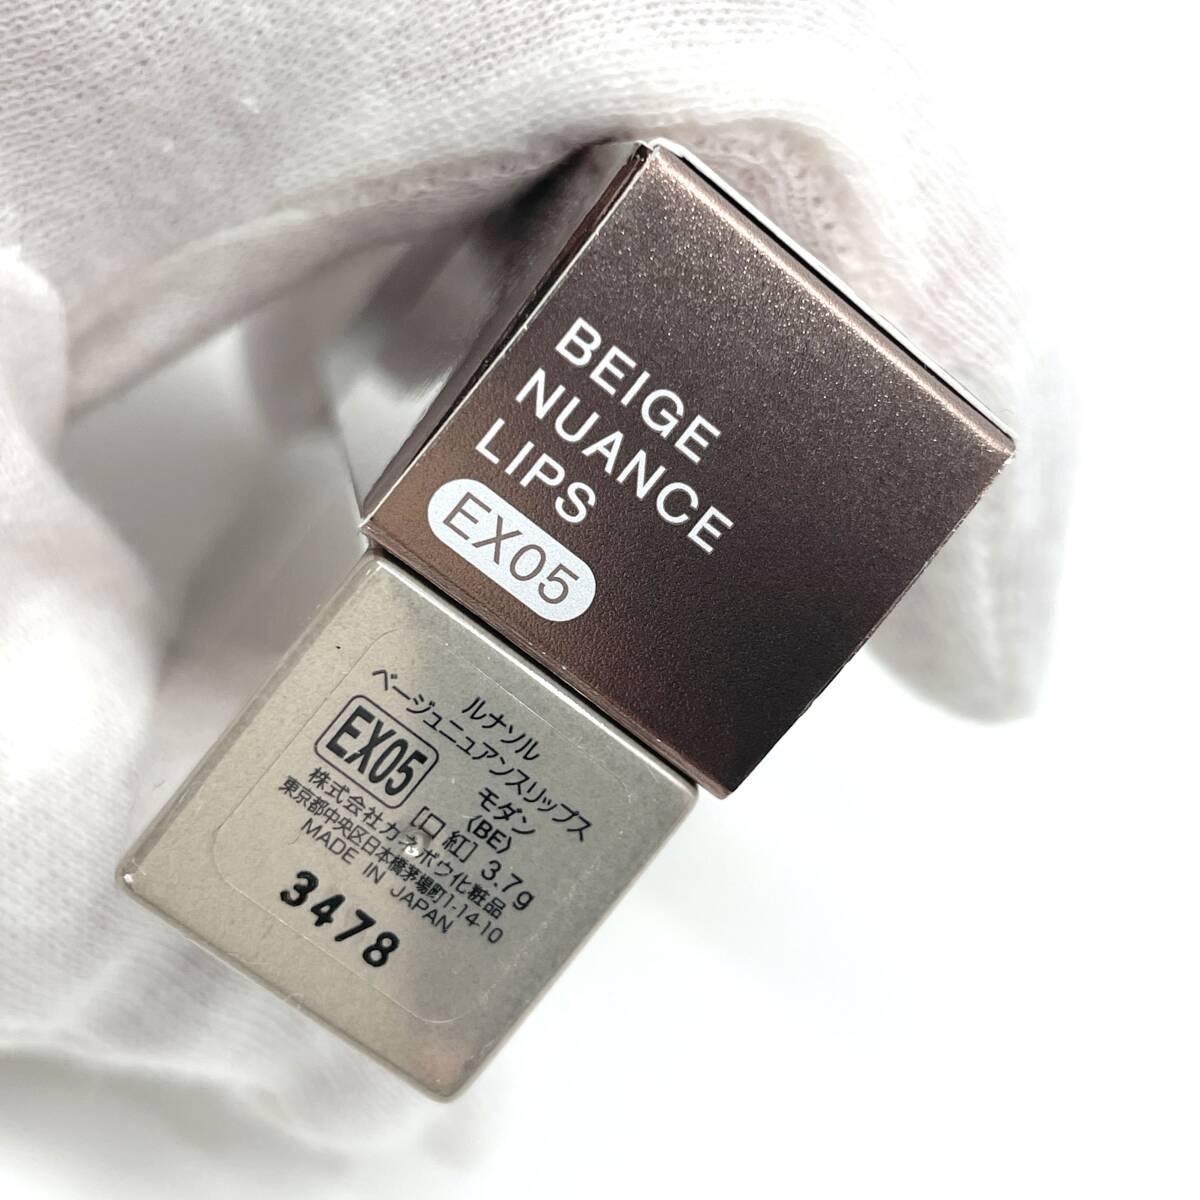 BEIGE
NUANCE
LIPS
EX05
ルナソル
ベージュニュアンスリップス
EX05
モダン
(BE)
[口紅] 3.7g
株式会社カネボウ化粧品
東京都中央区日本橋茅場町1-14-10
MADE IN JAPAN
3478